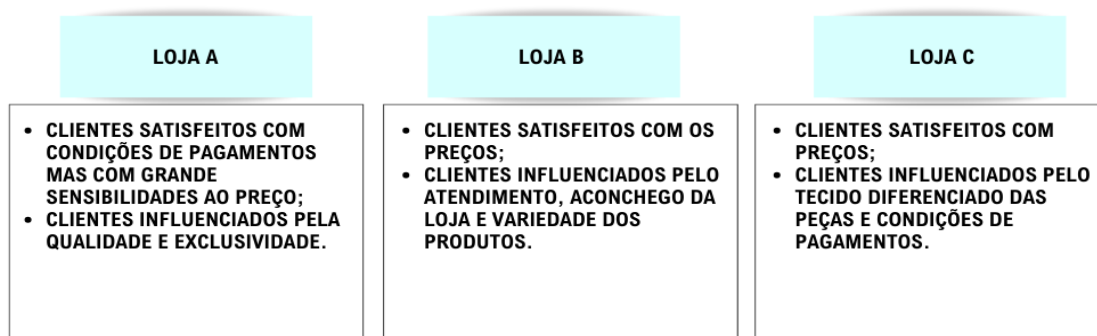 LOJA A
• CLIENTES SATISFEITOS COM
CONDIÇÕES DE PAGAMENTOS
MAS COM GRANDE
SENSIBILIDADES AO PREÇO;
• CLIENTES INFLUENCIADOS PELA
QUALIDADE E EXCLUSIVIDADE.
LOJA B
• CLIENTES SATISFEITOS COM OS
PREÇOS;
• CLIENTES INFLUENCIADOS PELO
ATENDIMENTO, ACONCHEGO DA
LOJA E VARIEDADE DOS
PRODUTOS.
LOJA C
• CLIENTES SATISFEITOS COM
PREÇOS;
• CLIENTES INFLUENCIADOS PELO
TECIDO DIFERENCIADO DAS
PEÇAS E CONDIÇÕES DE
PAGAMENTOS.